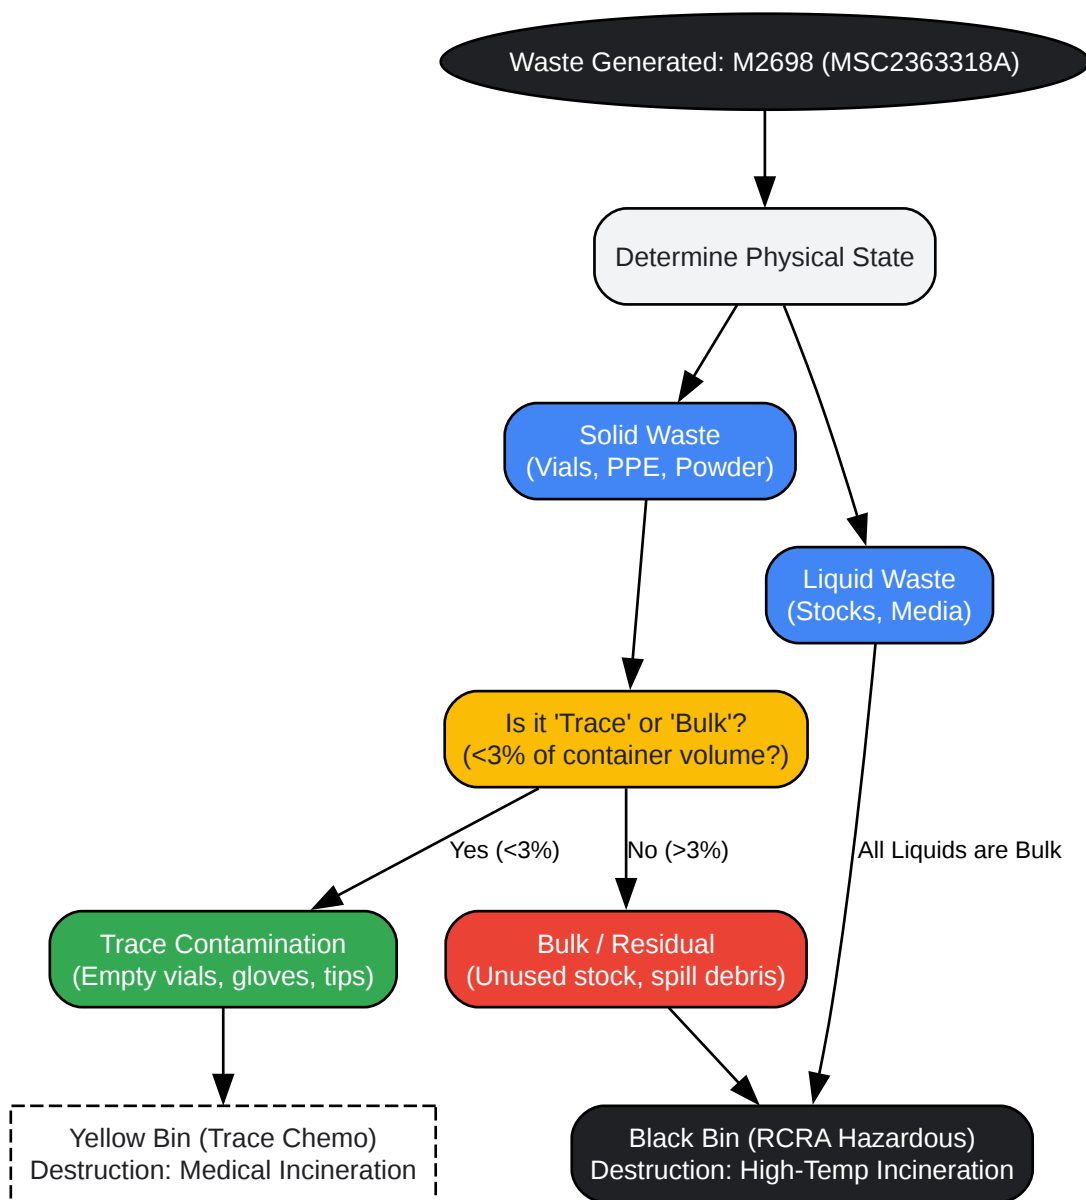 Waste Generated: M2698 (MSC2363318A)
Determine Physical State
Solid Waste
(Vials, PPE, Powder)
Liquid Waste
(Stocks, Media)
Is it 'Trace' or 'Bulk'?
(<3% of container volume?)
Yes (<3%)
No (>3%)
All Liquids are Bulk
Trace Contamination
(Empty vials, gloves, tips)
Bulk / Residual
(Unused stock, spill debris)
Yellow Bin (Trace Chemo)
Destruction: Medical Incineration
Black Bin (RCRA Hazardous)
Destruction: High-Temp Incineration